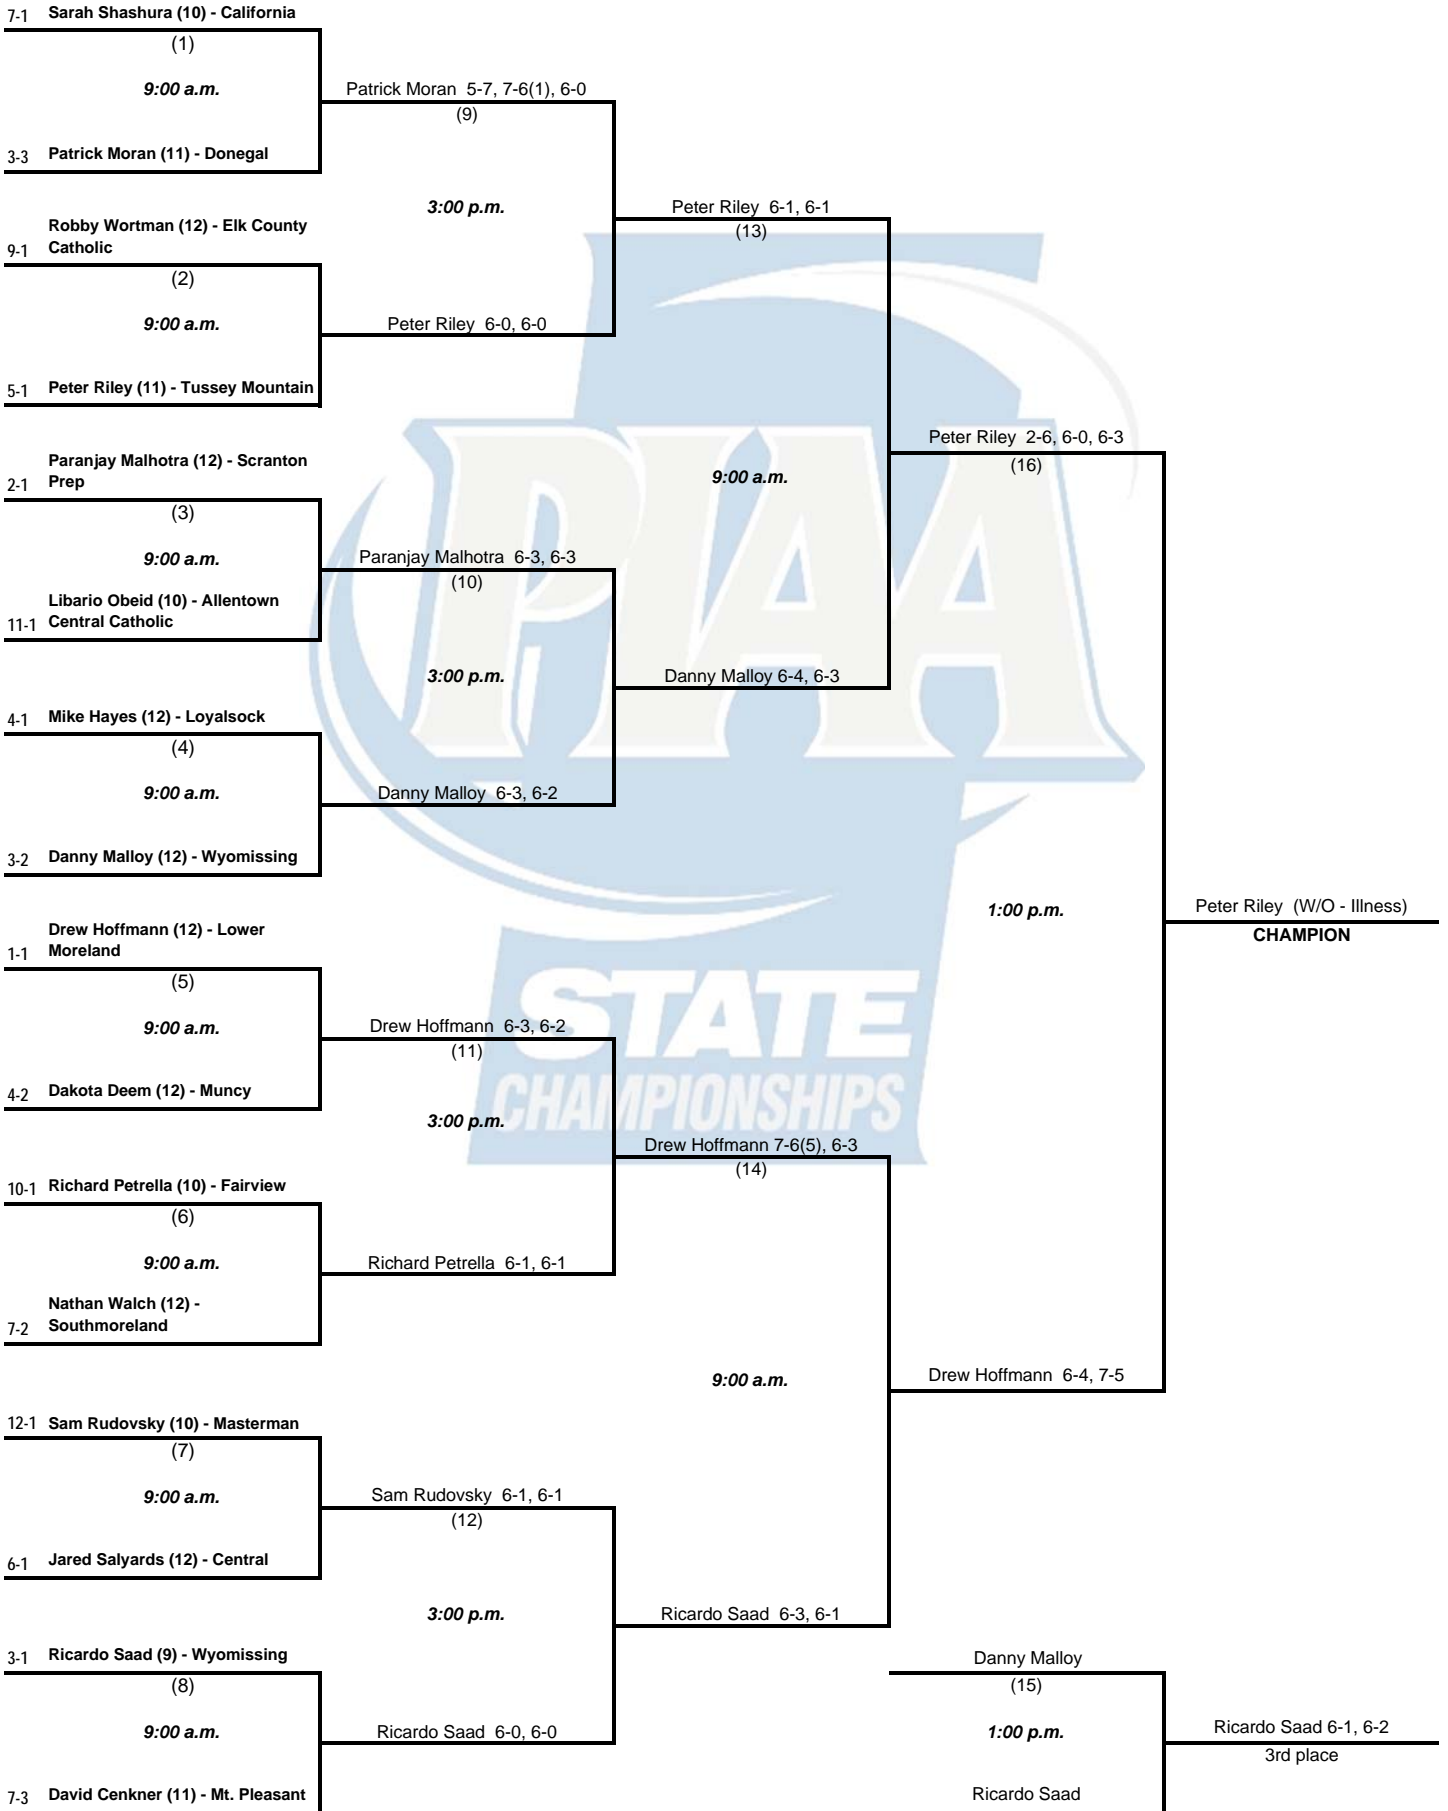 7-1 Sarah Shashura (10) - California
(1)
9:00 a.m.
3-3 Patrick Moran (11) - Donegal
Robby Wortman (12) - Elk County
9-1 Catholic
(2)
9:00 a.m.
5-1 Peter Riley (11) - Tussey Mountain
Paranjay Malhotra (12) - Scranton
2-1 Prep
(3)
9:00 a.m.
Libario Obeid (10) - Allentown
11-1 Central Catholic
4-1 Mike Hayes (12) - Loyalsock
(4)
9:00 a.m.
3-2 Danny Malloy (12) - Wyomissing
Drew Hoffmann (12) - Lower
1-1 Moreland
(5)
9:00 a.m.
4-2 Dakota Deem (12) - Muncy
10-1 Richard Petrella (10) - Fairview
(6)
9:00 a.m.
Nathan Walch (12) -
7-2 Southmoreland
12-1 Sam Rudovsky (10) - Masterman
(7)
9:00 a.m.
6-1 Jared Salyards (12) - Central
3-1 Ricardo Saad (9) - Wyomissing
(8)
9:00 a.m.
7-3 David Cenkner (11) - Mt. Pleasant
Patrick Moran 5-7, 7-6(1), 6-0
(9)
3:00 p.m.
Peter Riley 6-0, 6-0
Paranjay Malhotra 6-3, 6-3
(10)
3:00 p.m.
Danny Malloy 6-3, 6-2
Drew Hoffmann 6-3, 6-2
(11)
3:00 p.m.
Richard Petrella 6-1, 6-1
Sam Rudovsky 6-1, 6-1
(12)
3:00 p.m.
Ricardo Saad 6-0, 6-0
Peter Riley 6-1, 6-1
(13)
9:00 a.m.
Danny Malloy 6-4, 6-3
Drew Hoffmann 7-6(5), 6-3
(14)
9:00 a.m.
Ricardo Saad 6-3, 6-1
Peter Riley 2-6, 6-0, 6-3
(16)
1:00 p.m.
Drew Hoffmann 6-4, 7-5
Peter Riley (W/O - Illness)
CHAMPION
Danny Malloy
(15)
1:00 p.m.
Ricardo Saad
Ricardo Saad 6-1, 6-2
3rd place
PIAA
STATE
CHAMPIONSHIPS